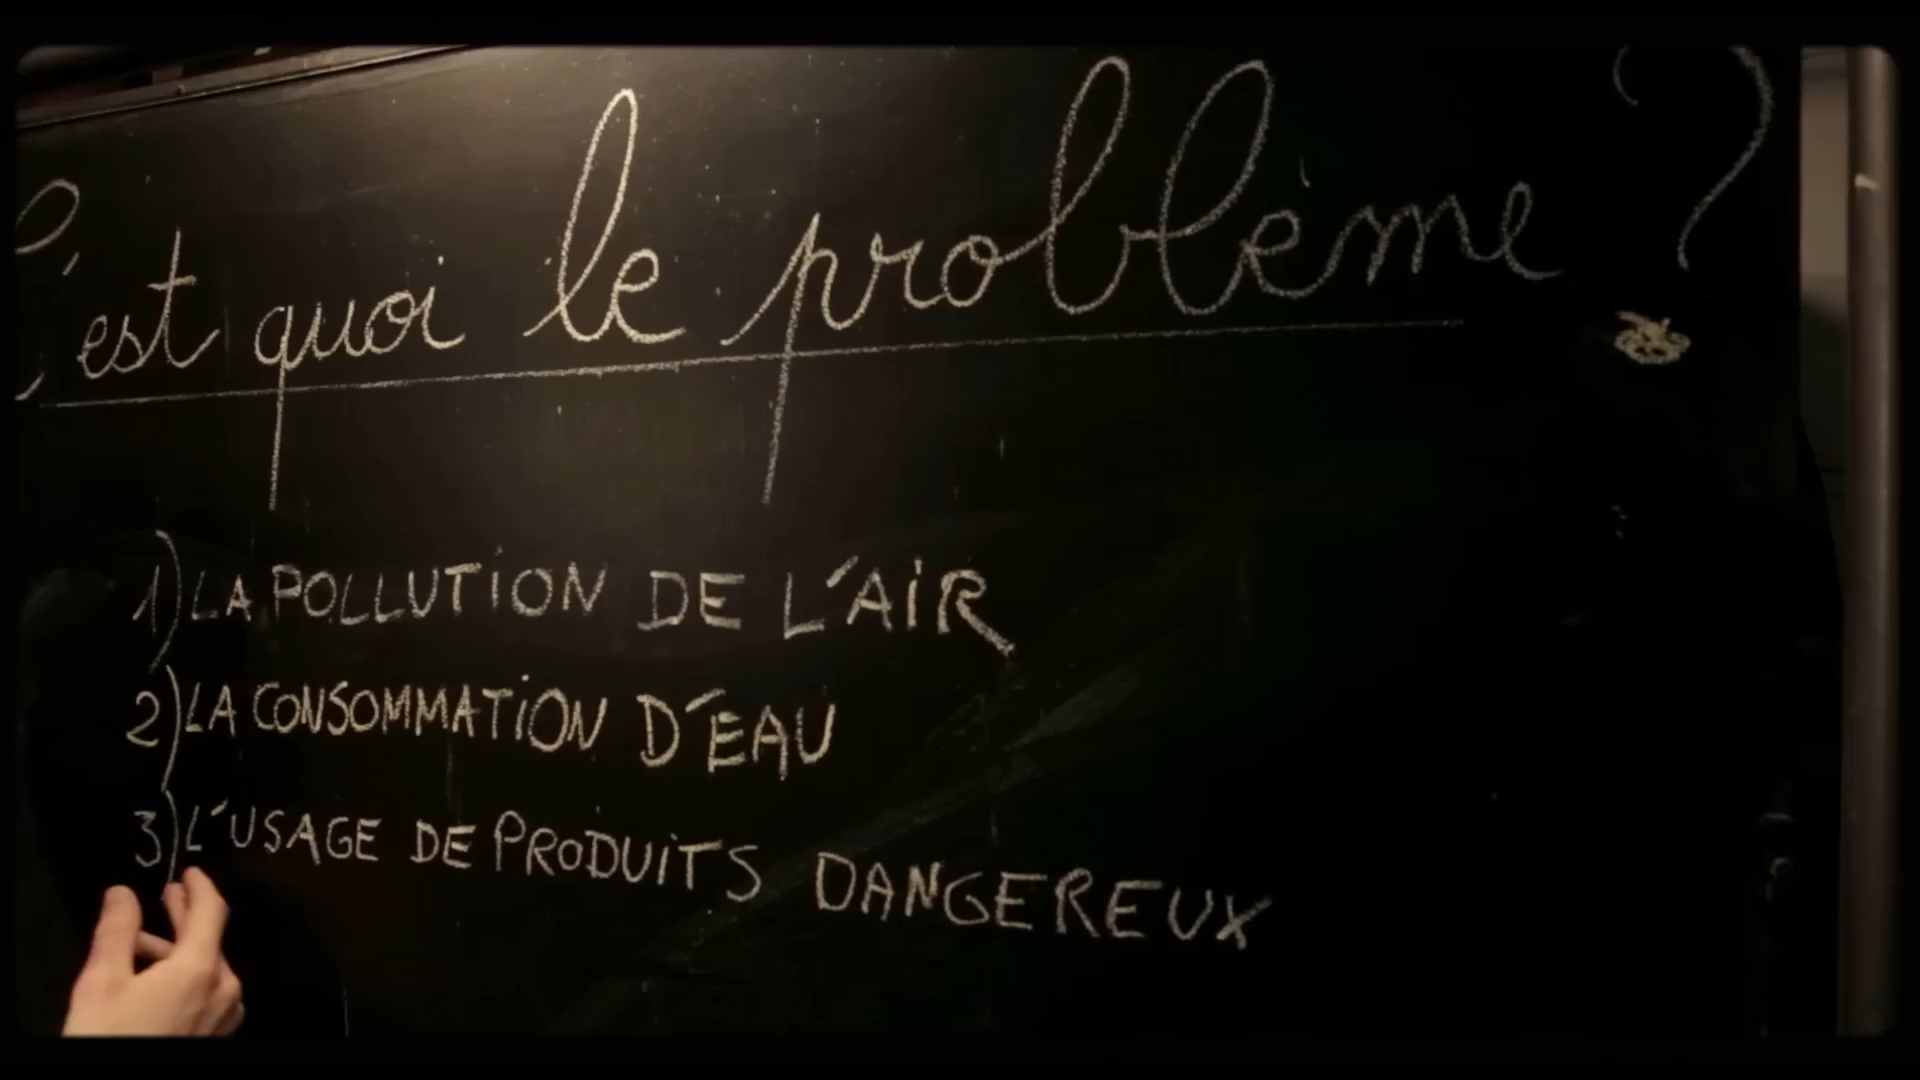 C'est quoi le problème ?
1) LA POLLUTION DE L'AIR
2) LA CONSOMMATION D'EAU
3) L'USAGE DE PRODUITS DANGEREUX